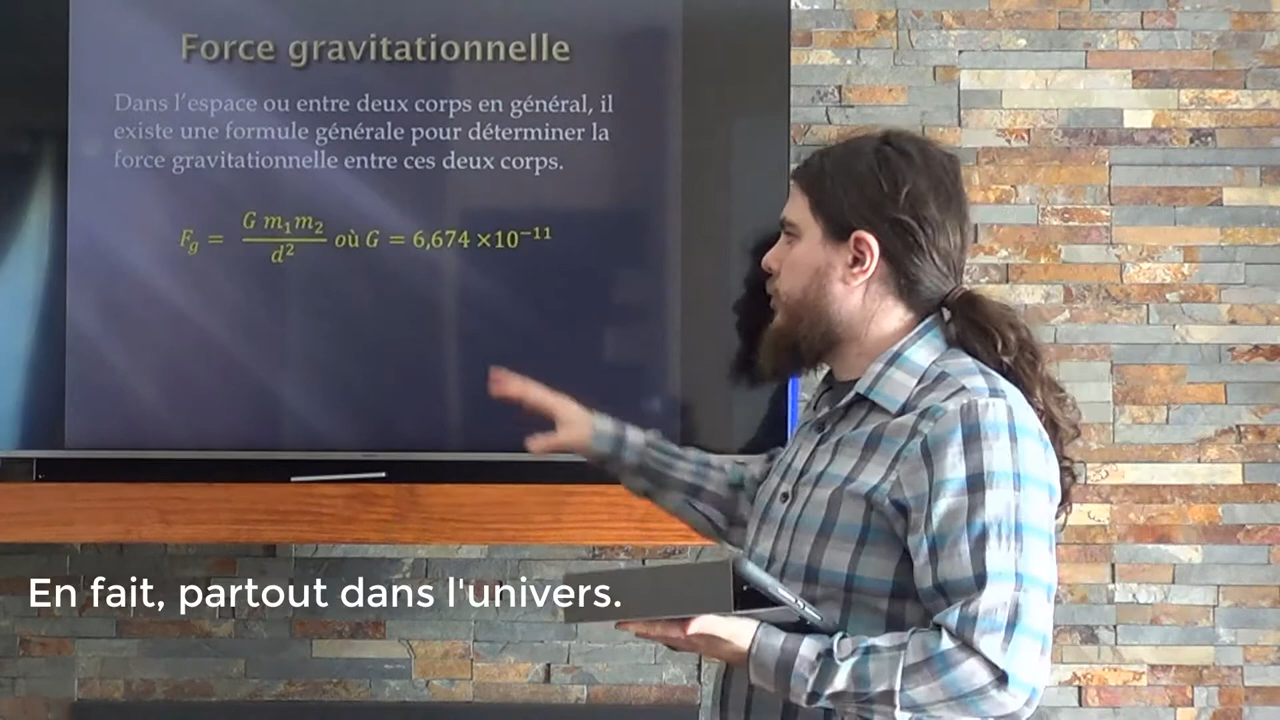 Force gravitationnelle
Dans l'espace ou entre deux corps en général, il
existe une formule générale pour déterminer la
force gravitationnelle entre ces deux corps.
F_g = \frac{G m_1 m_2}{d^2} où G = 6,674 ×10^{-11}
En fait, partout dans l'univers.